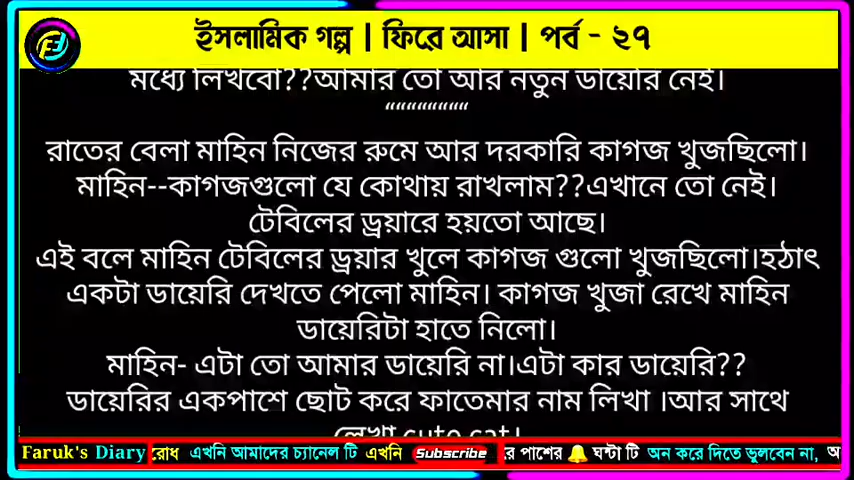 ইসলামিক গল্প | ফিরে আসা | পর্ব - ২৭
মধ্যে লিখবো??আমার তো আর নতুন ডায়েরি নেই।
“““““““““
রাতের বেলা মাহিন নিজের রুমে আর দরকারি কাগজ খুজছিলো।
মাহিন--কাগজগুলো যে কোথায় রাখলাম??এখানে তো নেই।
টেবিলের ড্রয়ারে হয়তো আছে।
এই বলে মাহিন টেবিলের ড্রয়ার খুলে কাগজ গুলো খুজছিলো।হঠাৎ
একটা ডায়েরি দেখতে পেলো মাহিন। কাগজ খুজা রেখে মাহিন
ডায়েরিটা হাতে নিলো।
মাহিন- এটা তো আমার ডায়েরি না।এটা কার ডায়েরি??
ডায়েরির একপাশে ছোট করে ফাতেমার নাম লিখা ।আর সাথে
লেখা cute cat।
Faruk's Diary রোধ এখনি আমাদের চ্যানেল টি এখনি Subscribe র পাশের 🔔 ঘন্টা টি অন করে দিতে ভুলবেন না, অ